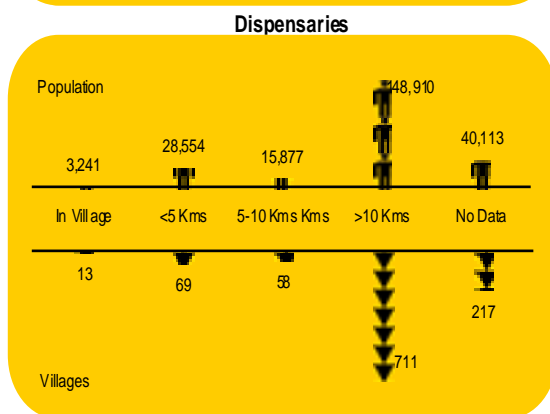 Dispensaries
Population
148,910
28,554
40,113
15,877
3,241
In Village <5 Kms 5-10 Kms Kms >10 Kms No Data
13
69
58
217
711
Villages